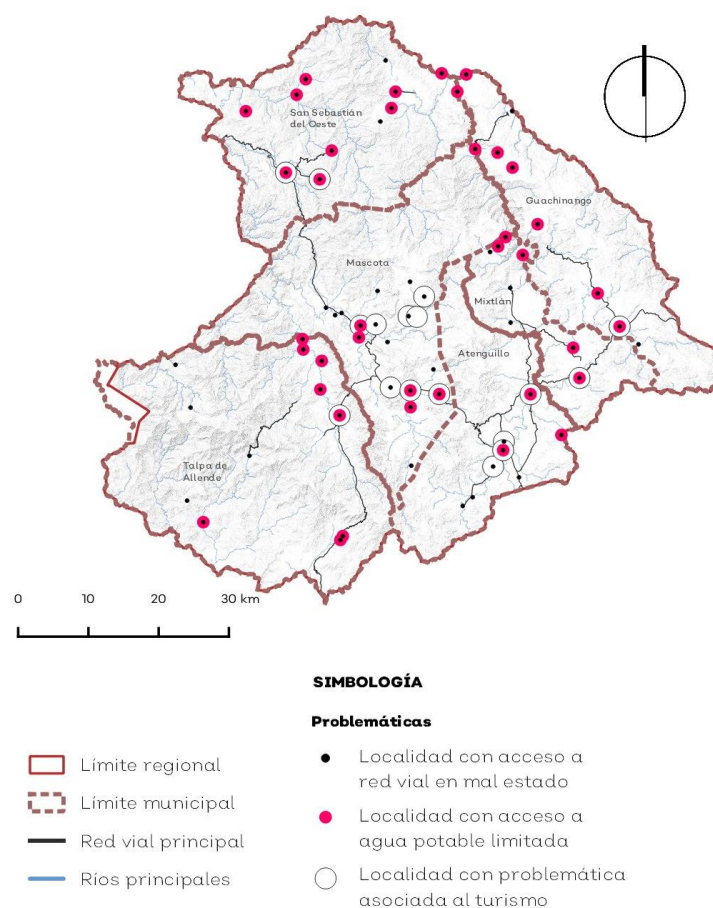 San Sebastián
del Oeste
Guachinango
Mascota
Mixtlán
Atenguillo
Talpa de
Allende
0 10 20 30 km
SIMBOLOGÍA
Problemáticas
Localidad con acceso a
red vial en mal estado
Localidad con acceso a
agua potable limitada
Localidad con problemática
asociada al turismo
Límite regional
Límite municipal
Red vial principal
Ríos principales